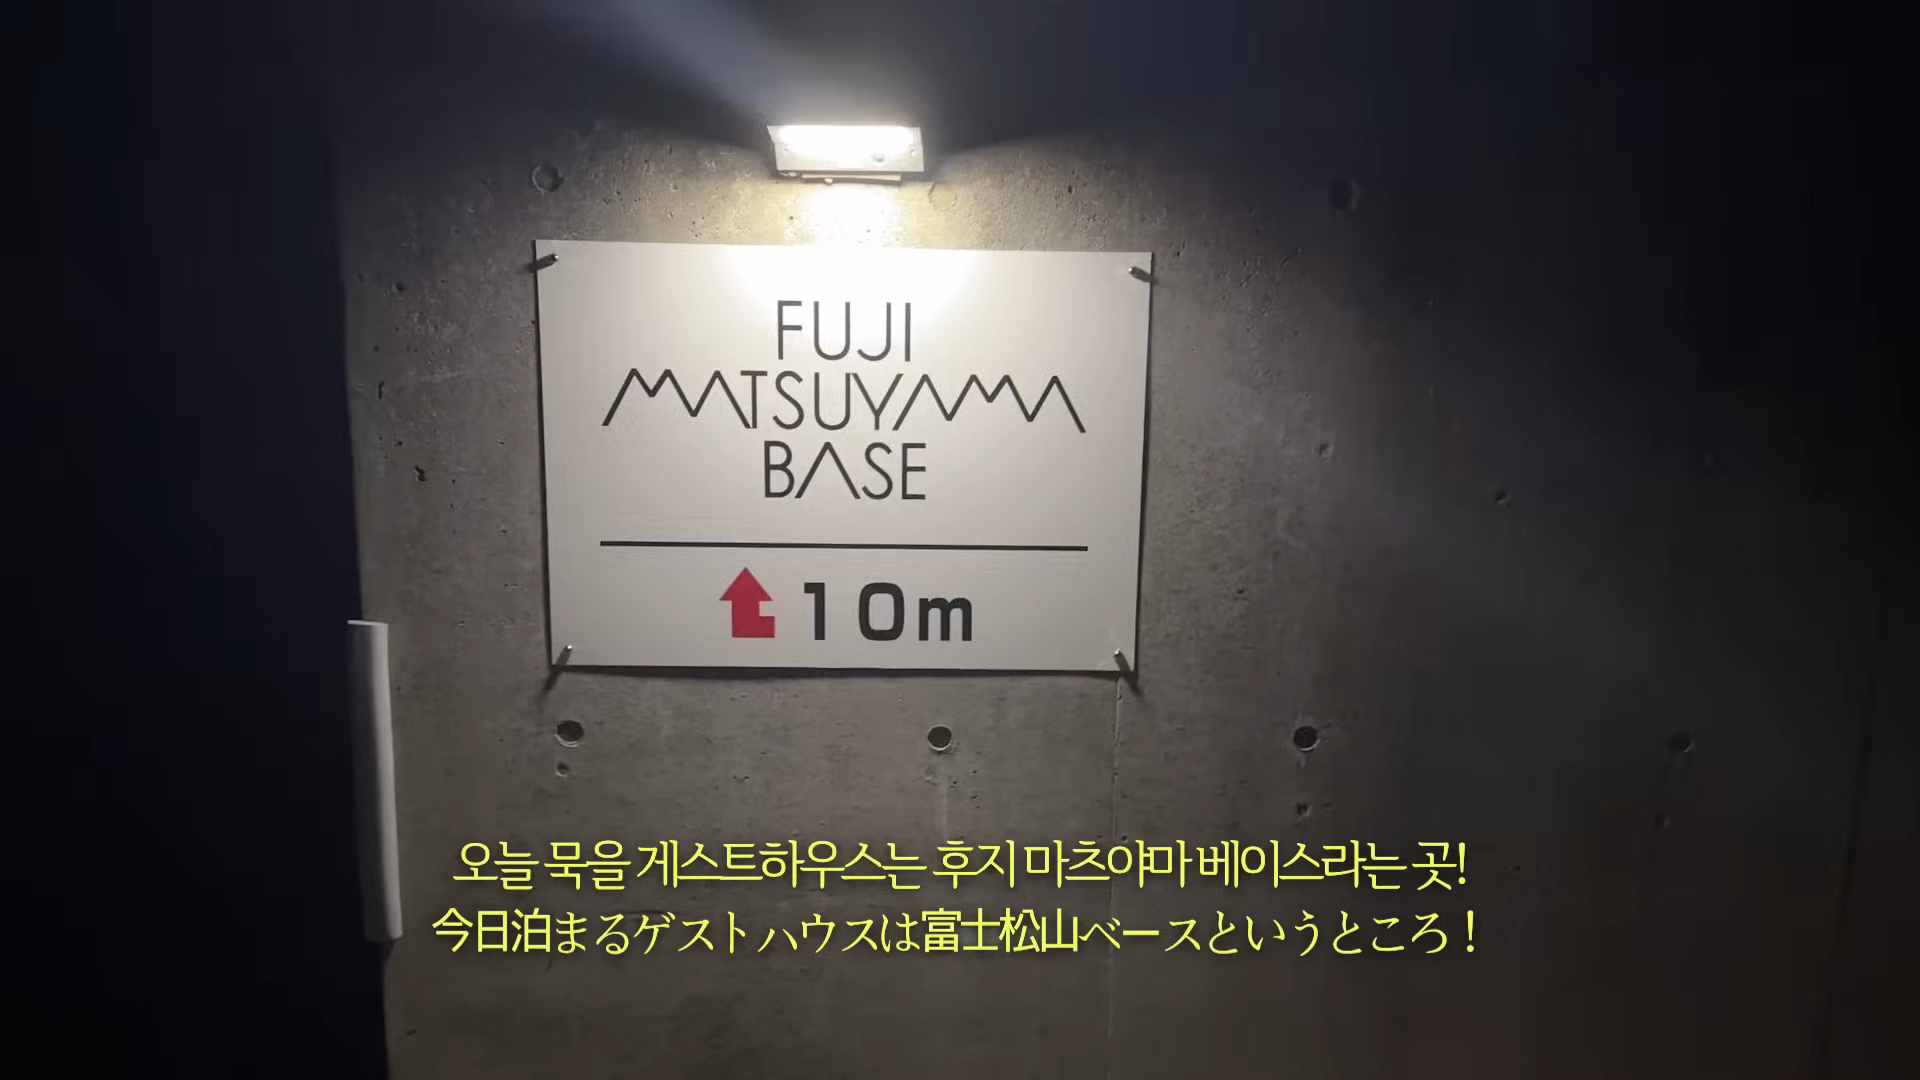 FUJI
MATSUYAMA
BASE
10m
오늘 묵을 게스트하우스는 후지 마츠야마 베이스라는 곳!
今日泊まるゲストハウスは富士松山ベースというところ！